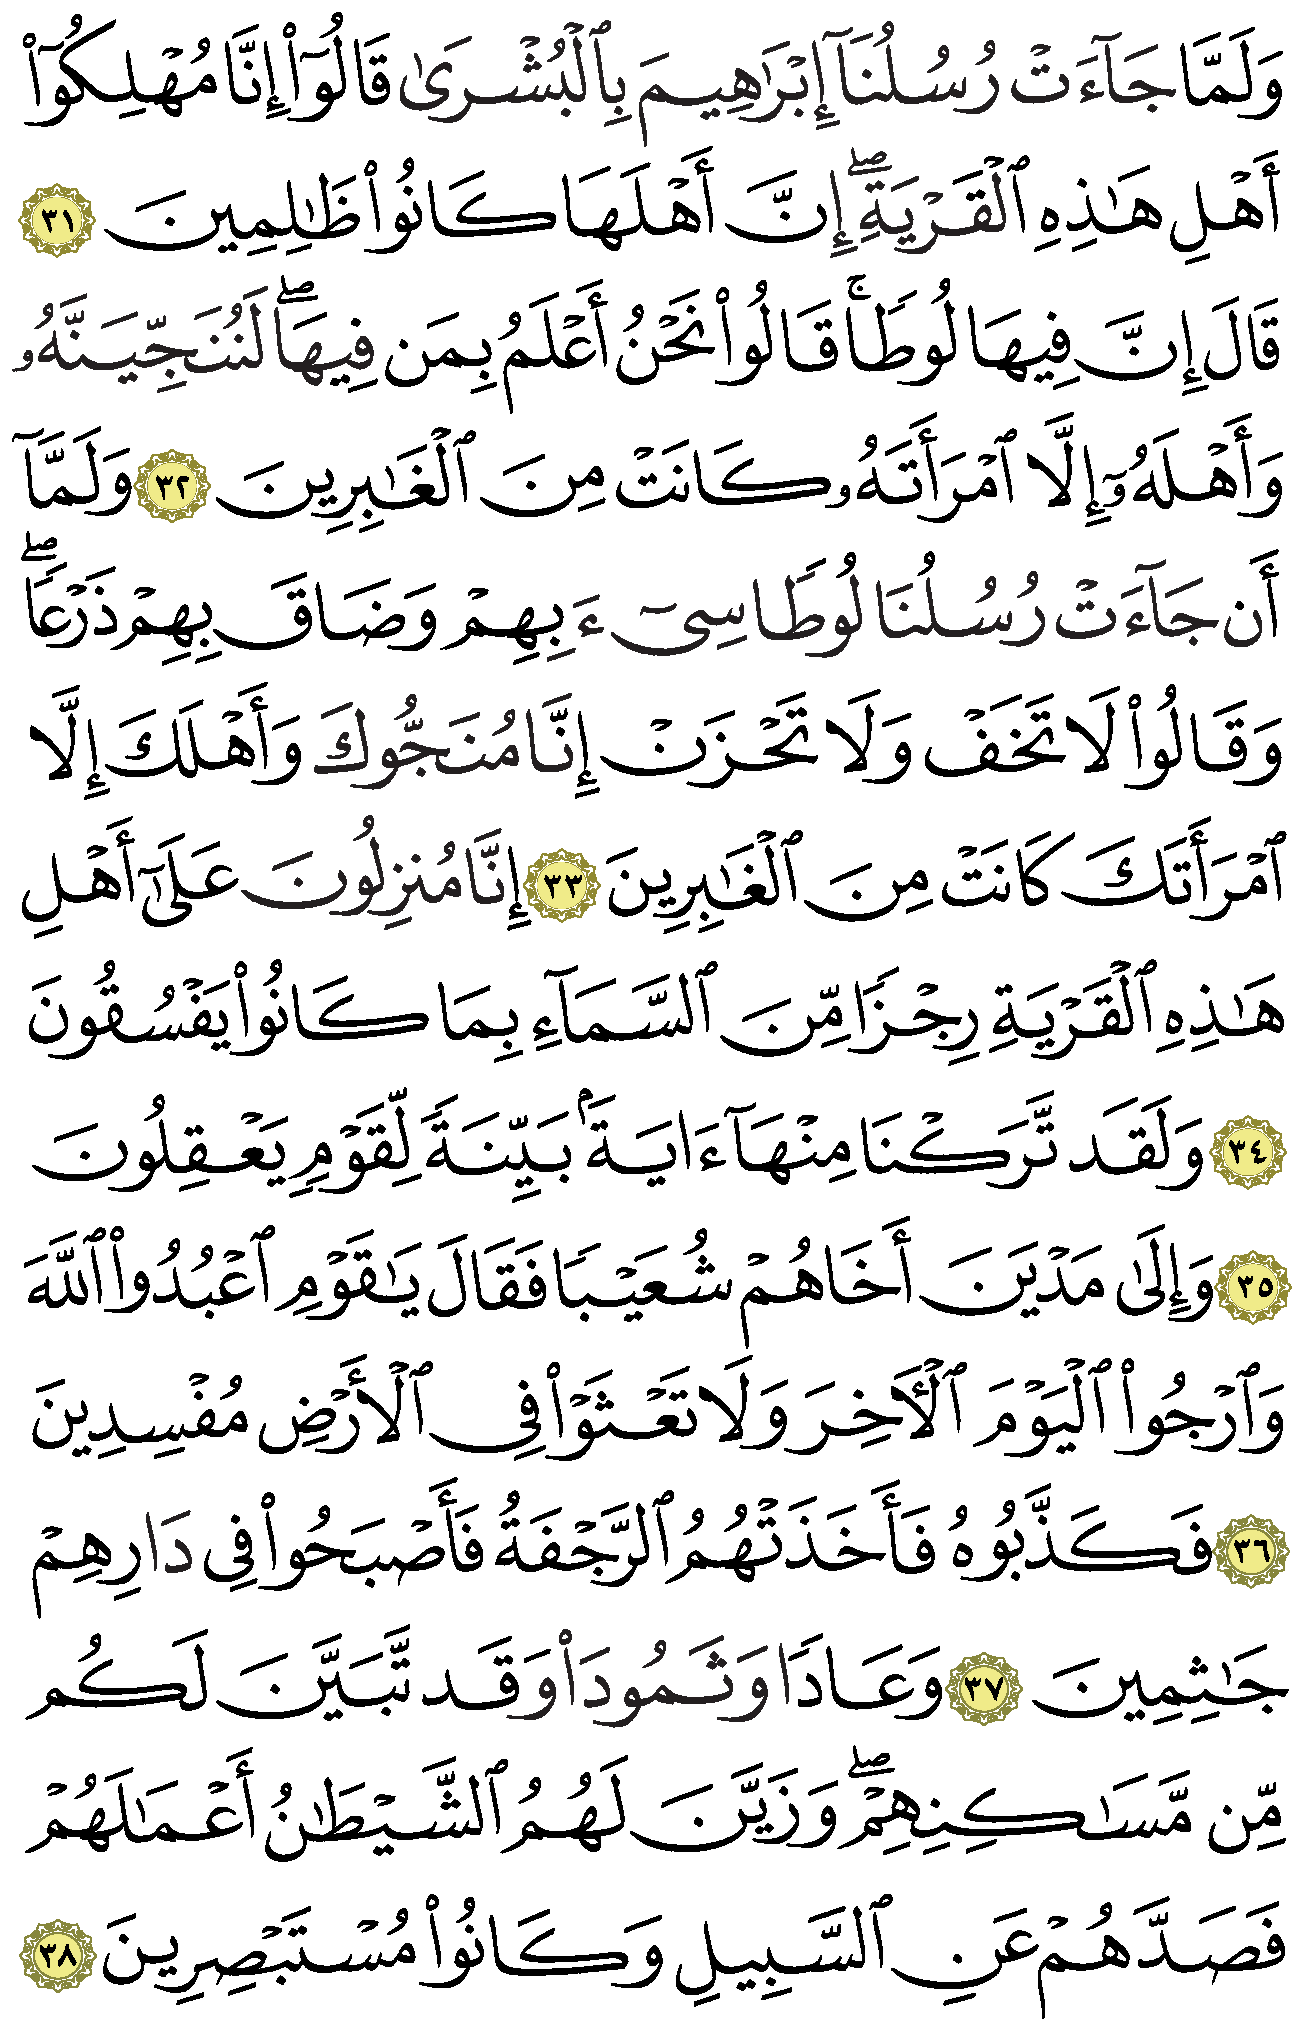 وَلَمَّا جَآءَتْ رُسُلُنَآ إِبْرَٰهِيمَ بِٱلْبُشْرَىٰ قَالُوٓا۟ إِنَّا مُهْلِكُوٓا۟
أَهْلِ هَٰذِهِ ٱلْقَرْيَةِ ۖ إِنَّ أَهْلَهَا كَانُوا۟ ظَٰلِمِينَ ٣١
قَالَ إِنَّ فِيهَا لُوطًا ۚ قَالُوا۟ نَحْنُ أَعْلَمُ بِمَن فِيهَا ۖ لَنُنَجِّيَنَّهُۥ
وَأَهْلَهُۥٓ إِلَّا ٱمْرَأَتَهُۥ كَانَتْ مِنَ ٱلْغَٰبِرِينَ ٣٢ وَلَمَّآ
أَن جَآءَتْ رُسُلُنَا لُوطًا سِىٓءَ بِهِمْ وَضَاقَ بِهِمْ ذَرْعًا ۖ
وَقَالُوا۟ لَا تَخَفْ وَلَا تَحْزَنْ إِنَّا مُنَجُّوكَ وَأَهْلَكَ إِلَّا
ٱمْرَأَتَكَ كَانَتْ مِنَ ٱلْغَٰبِرِينَ ٣٣ إِنَّا مُنزِلُونَ عَلَىٰٓ أَهْلِ
هَٰذِهِ ٱلْقَرْيَةِ رِجْزًا مِّنَ ٱلسَّمَآءِ بِمَا كَانُوا۟ يَفْسُقُونَ
٣٤ وَلَقَد تَّرَكْنَا مِنْهَآ ءَايَةًۢ بَيِّنَةً لِّقَوْمٍ يَعْقِلُونَ
٣٥ وَإِلَىٰ مَدْيَنَ أَخَاهُمْ شُعَيْبًا فَقَالَ يَٰقَوْمِ ٱعْبُدُوا۟ ٱللَّهَ
وَٱرْجُوا۟ ٱلْيَوْمَ ٱلْـَٔاخِرَ وَلَا تَعْثَوْا۟ فِى ٱلْأَرْضِ مُفْسِدِينَ
٣٦ فَكَذَّبُوهُ فَأَخَذَتْهُمُ ٱلرَّجْفَةُ فَأَصْبَحُوا۟ فِى دَارِهِمْ
جَٰثِمِينَ ٣٧ وَعَادًا وَثَمُودَا۟ وَقَد تَّبَيَّنَ لَكُم
مِّن مَّسَٰكِنِهِمْ ۖ وَزَيَّنَ لَهُمُ ٱلشَّيْطَٰنُ أَعْمَٰلَهُمْ
فَصَدَّهُمْ عَنِ ٱلسَّبِيلِ وَكَانُوا۟ مُسْتَبْصِرِينَ ٣٨